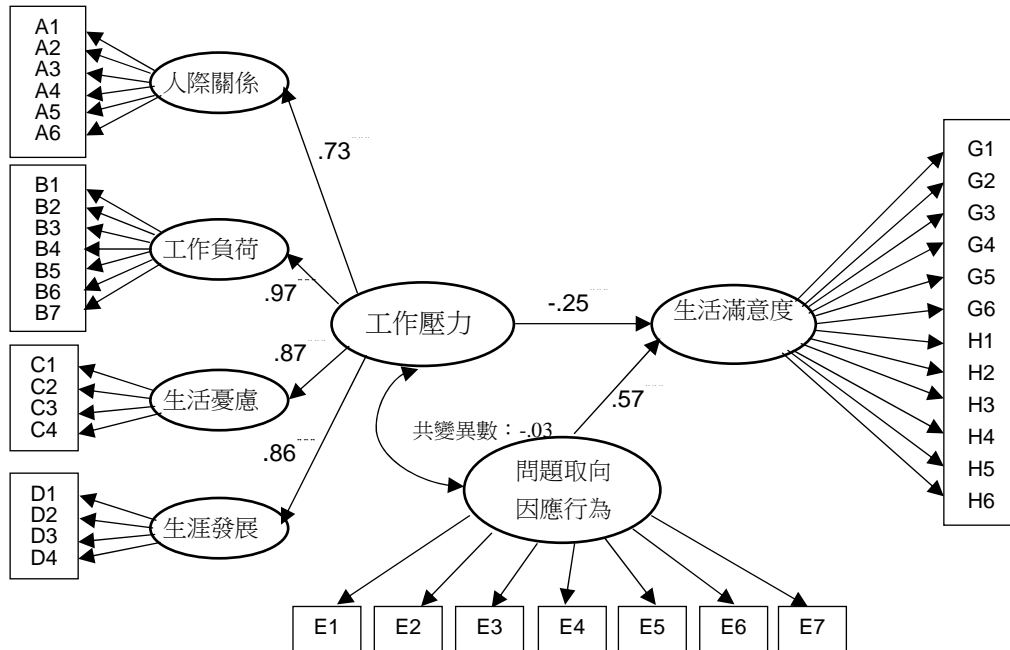 A1
A2
A3
A4
A5
A6
人際關係
.73
B1
B2
B3
B4
B5
B6
B7
工作負荷
.97
工作壓力
-.25
生活滿意度
C1
C2
C3
C4
生活憂慮
.87
.57
共變異數：-.03
.86
D1
D2
D3
D4
生涯發展
問題取向
因應行為
G1
G2
G3
G4
G5
G6
H1
H2
H3
H4
H5
H6
E1
E2
E3
E4
E5
E6
E7